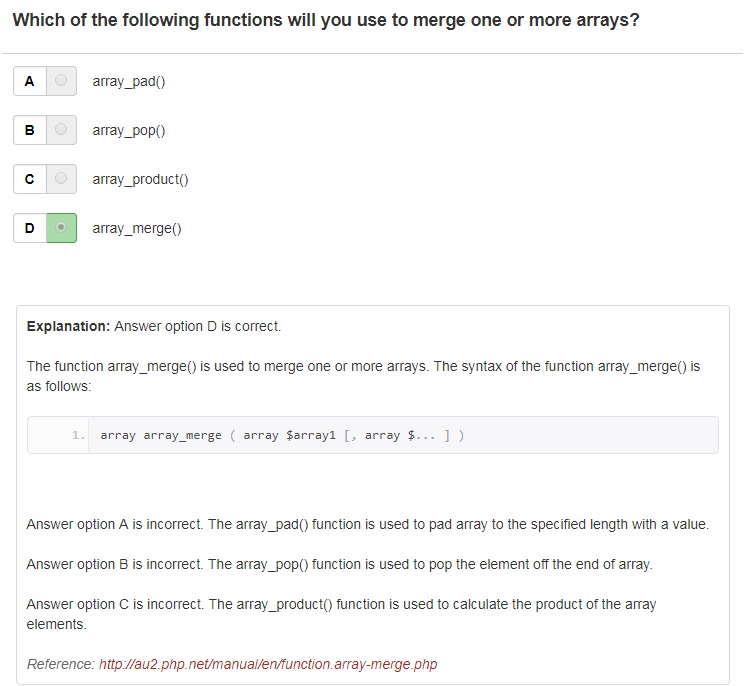 Which of the following functions will you use to merge one or more arrays?
A array_pad()
B array_pop()
C array_product()
D array_merge()
Explanation: Answer option D is correct.
The function array_merge() is used to merge one or more arrays. The syntax of the function array_merge() is
as follows:
1. array array_merge ( array $array1 [, array $... ] )
Answer option A is incorrect. The array_pad() function is used to pad array to the specified length with a value.
Answer option B is incorrect. The array_pop() function is used to pop the element off the end of array.
Answer option C is incorrect. The array_product() function is used to calculate the product of the array
elements.
Reference: http://au2.php.net/manual/en/function.array-merge.php